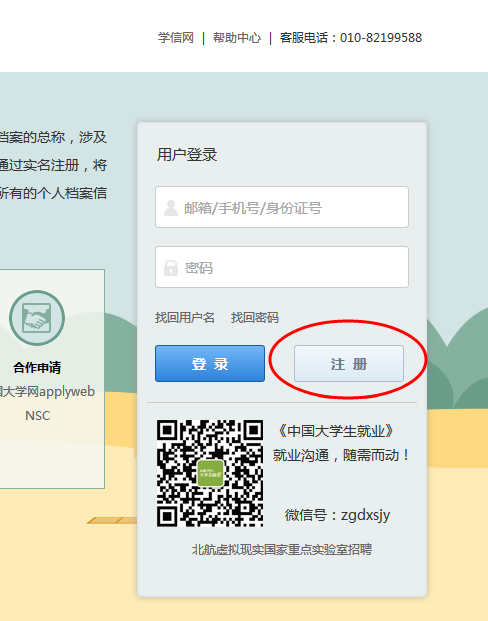 学信网 | 帮助中心 | 客服电话：010-82199588
档案的总称，涉及
通过实名注册，将
所有的个人档案信
用户登录
邮箱/手机号/身份证号
密码
找回用户名 找回密码
登 录 注 册
合作申请
国大学网applyweb
NSC
《中国大学生就业》
就业沟通，随需而动！
微信号：zgdxsjy
北航虚拟现实国家重点实验室招聘